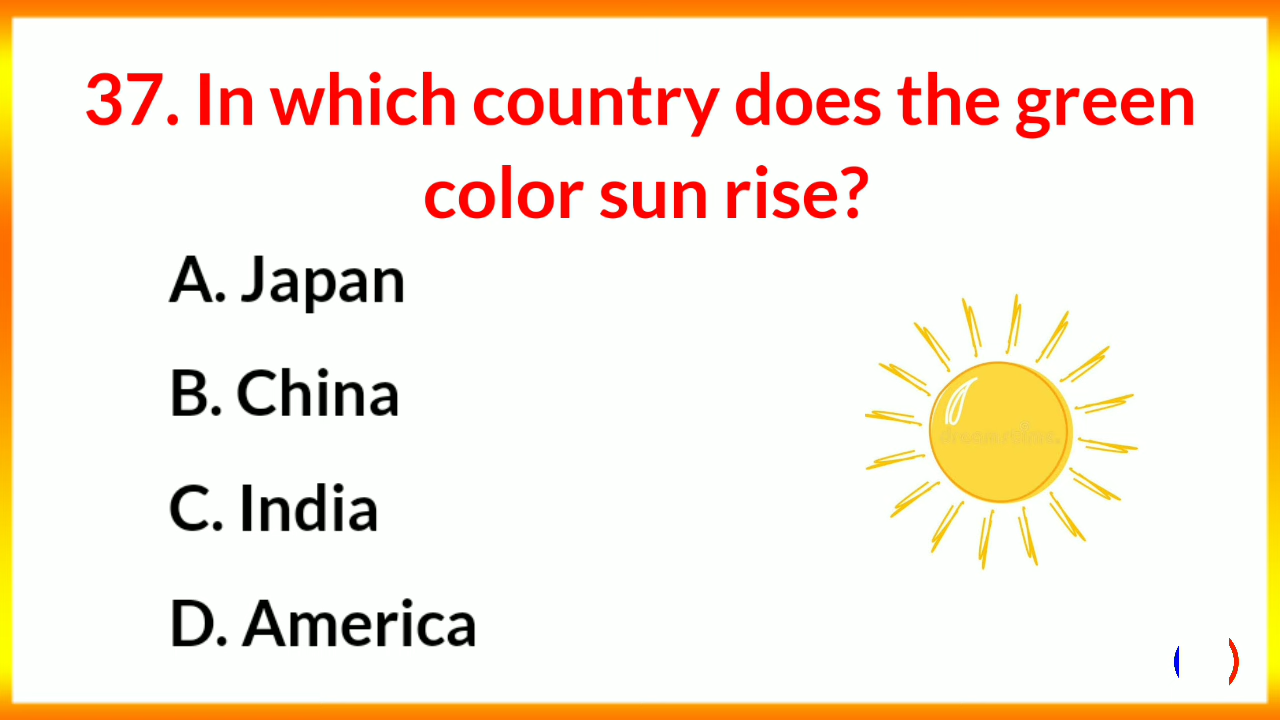 37. In which country does the green
color sun rise?
A. Japan
B. China
C. India
D. America
( )